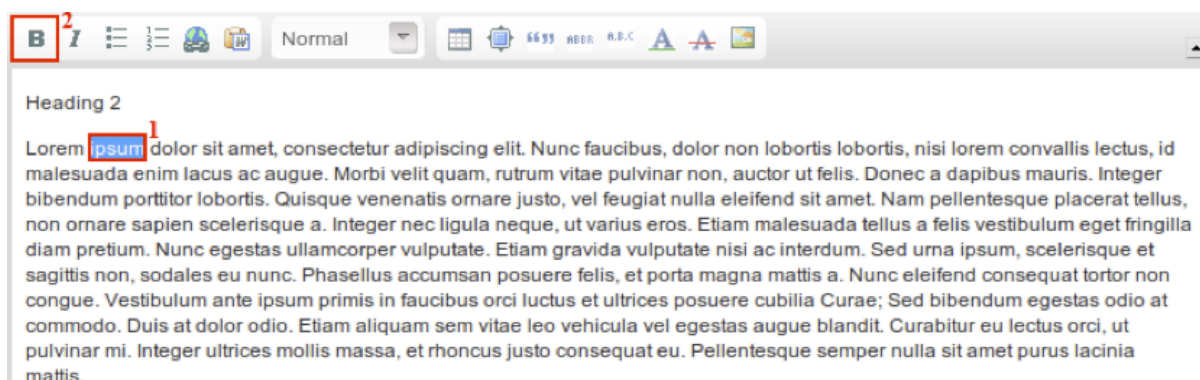 2
B I Normal ABBR A.B.C A A
Heading 2
1
Lorem ipsum dolor sit amet, consectetur adipiscing elit. Nunc faucibus, dolor non lobortis lobortis, nisi lorem convallis lectus, id
malesuada enim lacus ac augue. Morbi velit quam, rutrum vitae pulvinar non, auctor ut felis. Donec a dapibus mauris. Integer
bibendum porttitor lobortis. Quisque venenatis ornare justo, vel feugiat nulla eleifend sit amet. Nam pellentesque placerat tellus,
non ornare sapien scelerisque a. Integer nec ligula neque, ut varius eros. Etiam malesuada tellus a felis vestibulum eget fringilla
diam pretium. Nunc egestas ullamcorper vulputate. Etiam gravida vulputate nisi ac interdum. Sed urna ipsum, scelerisque et
sagittis non, sodales eu nunc. Phasellus accumsan posuere felis, et porta magna mattis a. Nunc eleifend consequat tortor non
congue. Vestibulum ante ipsum primis in faucibus orci luctus et ultrices posuere cubilia Curae; Sed bibendum egestas odio at
commodo. Duis at dolor odio. Etiam aliquam sem vitae leo vehicula vel egestas augue blandit. Curabitur eu lectus orci, ut
pulvinar mi. Integer ultrices mollis massa, et rhoncus justo consequat eu. Pellentesque semper nulla sit amet purus lacinia
mattis.